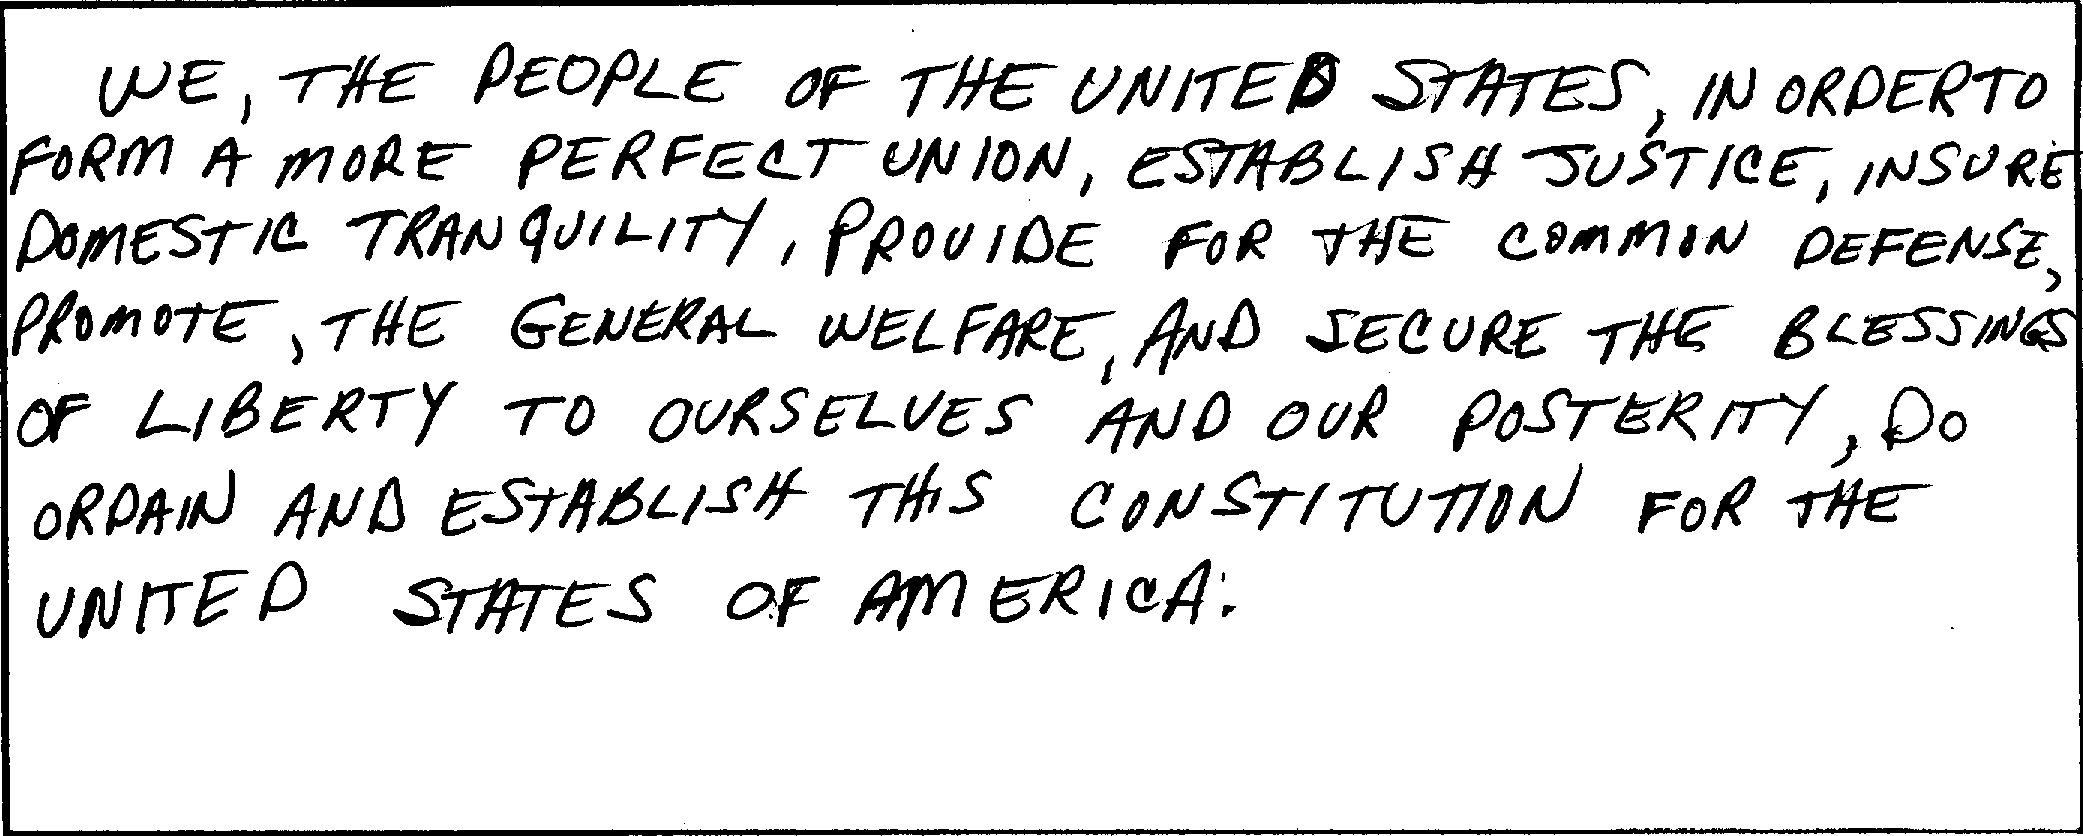 WE, THE PEOPLE OF THE UNITED STATES, IN ORDER TO
FORM A MORE PERFECT UNION, ESTABLISH JUSTICE, INSURE
DOMESTIC TRANQUILITY, PROVIDE FOR THE COMMON DEFENSE,
PROMOTE, THE GENERAL WELFARE, AND SECURE THE BLESSINGS
OF LIBERTY TO OURSELVES AND OUR POSTERITY, DO
ORDAIN AND ESTABLISH THIS CONSTITUTION FOR THE
UNITED STATES OF AMERICA.